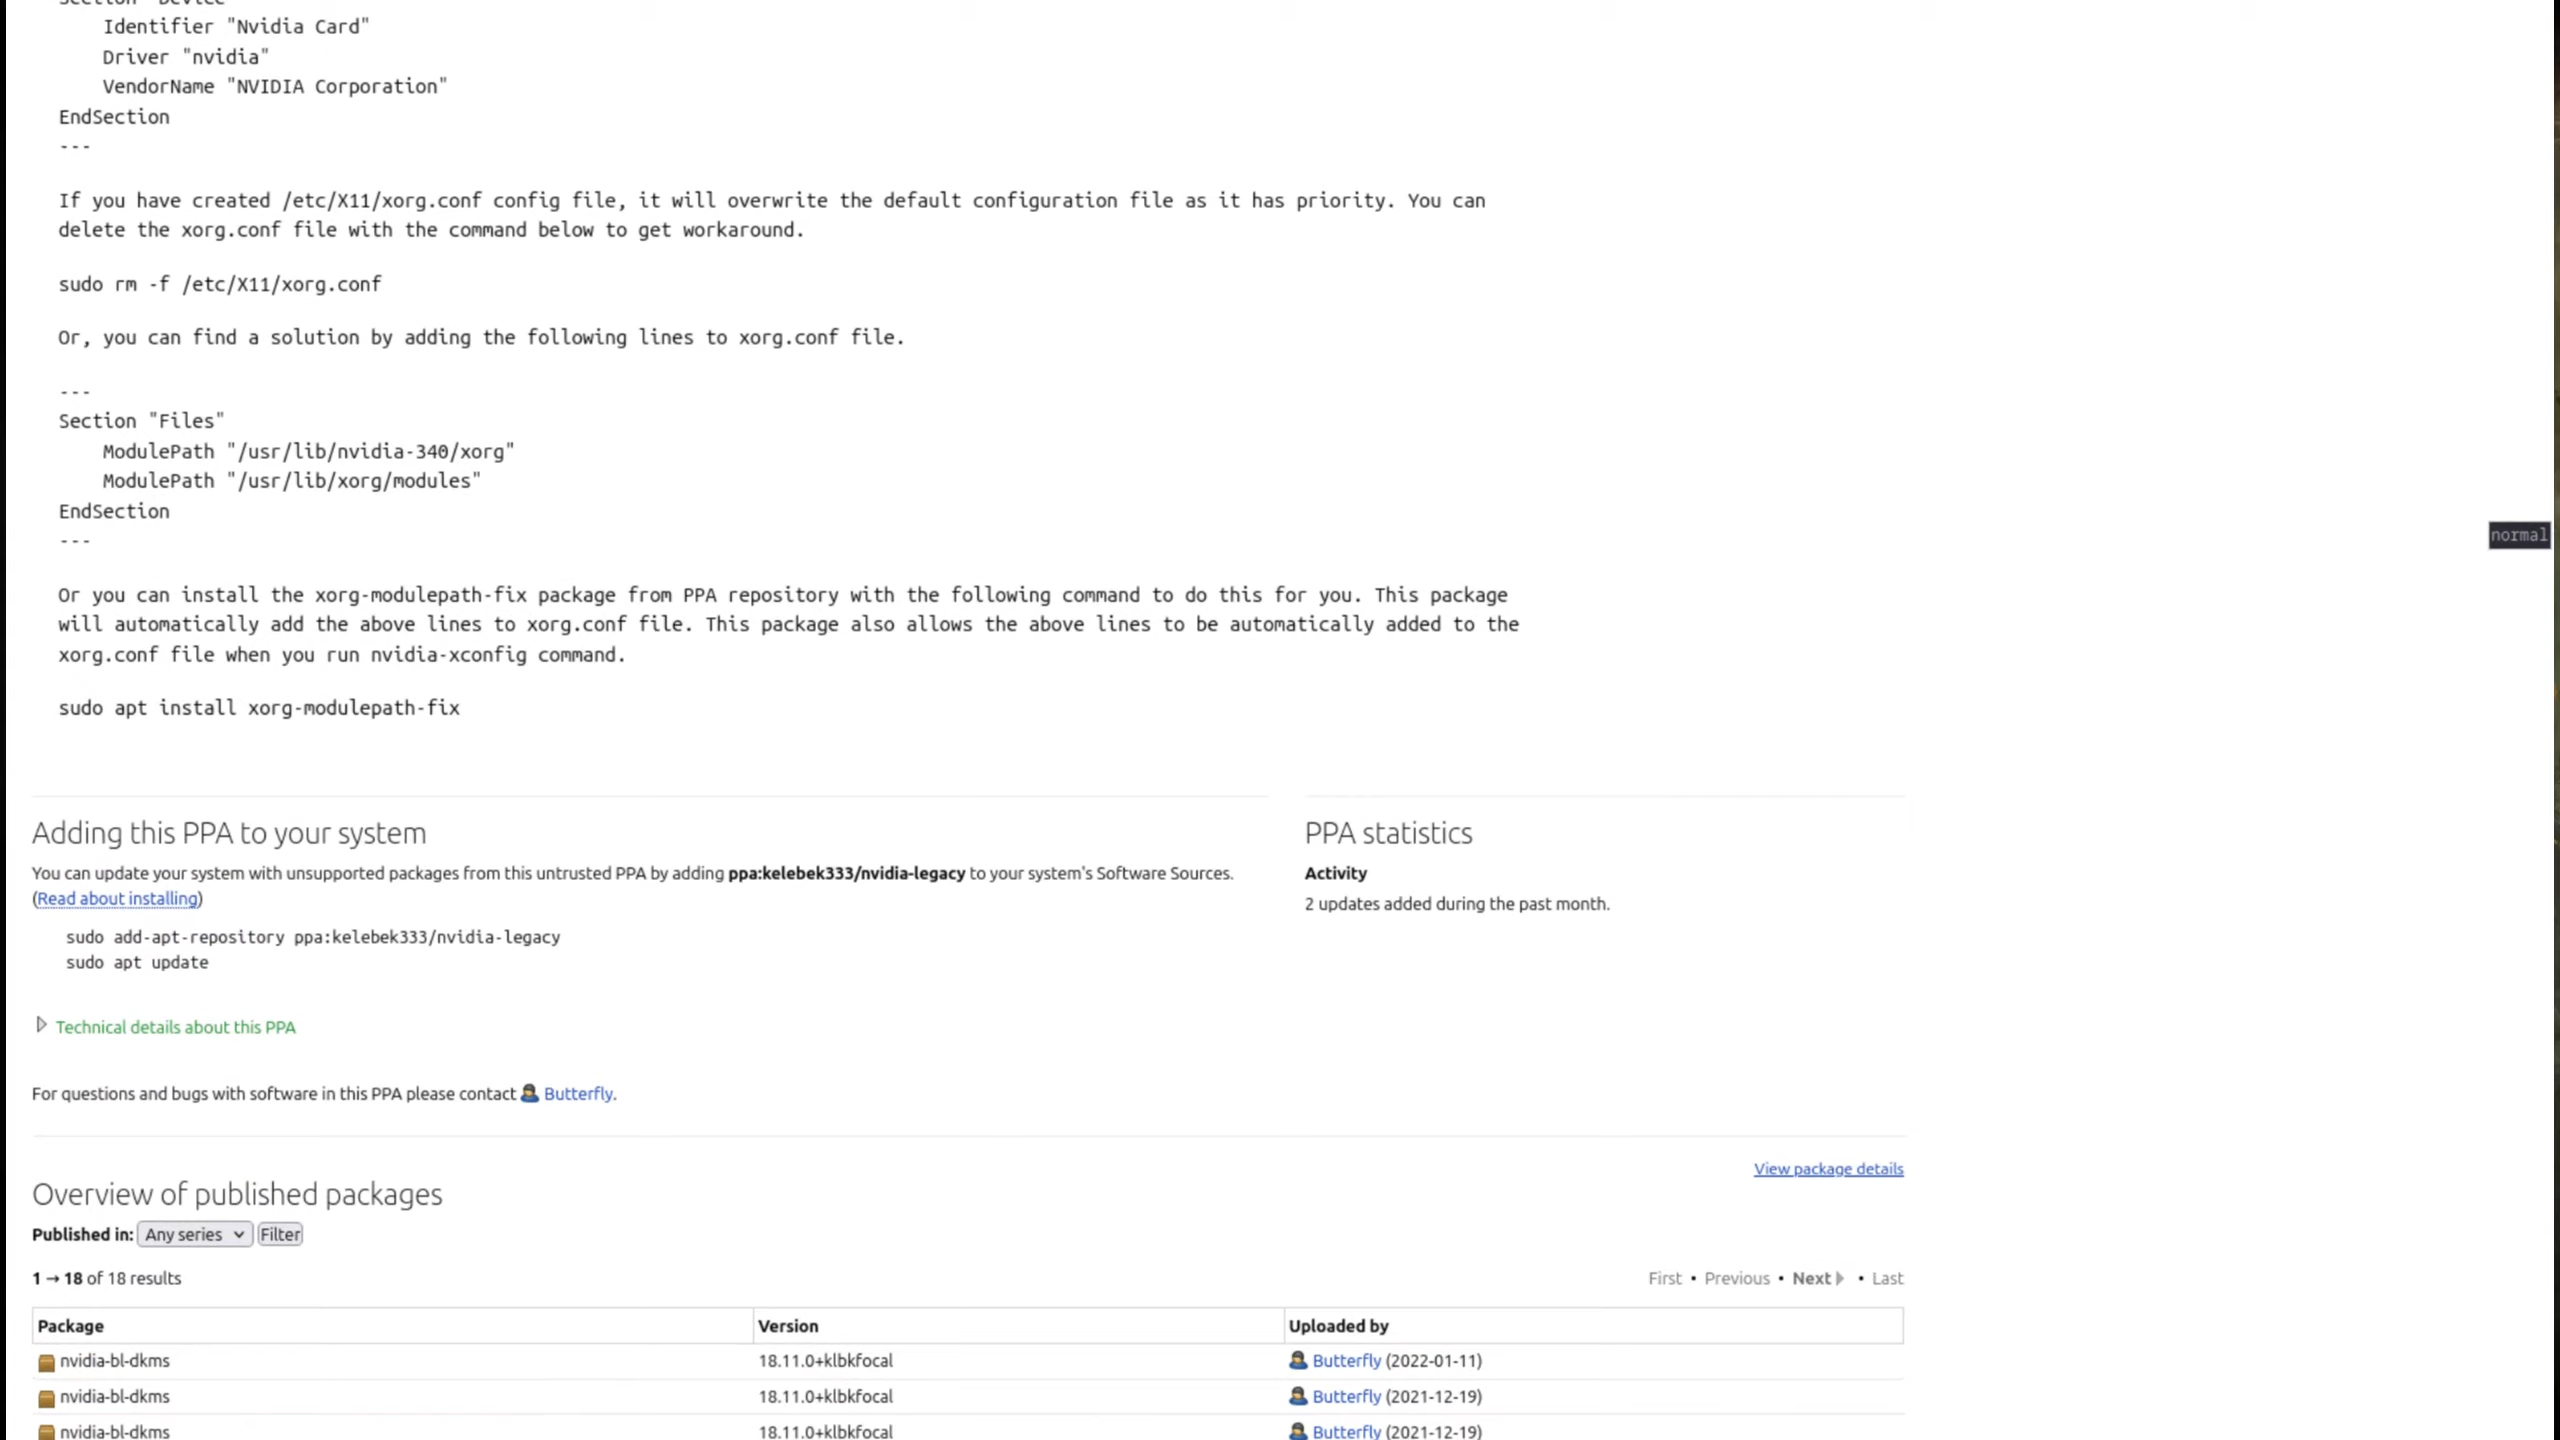 Section "Device"
Identifier "Nvidia Card"
Driver "nvidia"
VendorName "NVIDIA Corporation"
EndSection
---
If you have created /etc/X11/xorg.conf config file, it will overwrite the default configuration file as it has priority. You can
delete the xorg.conf file with the command below to get workaround.
sudo rm -f /etc/X11/xorg.conf
Or, you can find a solution by adding the following lines to xorg.conf file.
---
Section "Files"
ModulePath "/usr/lib/nvidia-340/xorg"
ModulePath "/usr/lib/xorg/modules"
EndSection
---
normal
Or you can install the xorg-modulepath-fix package from PPA repository with the following command to do this for you. This package
will automatically add the above lines to xorg.conf file. This package also allows the above lines to be automatically added to the
xorg.conf file when you run nvidia-xconfig command.
sudo apt install xorg-modulepath-fix
Adding this PPA to your system
You can update your system with unsupported packages from this untrusted PPA by adding ppa:kelebek333/nvidia-legacy to your system's Software Sources.
(Read about installing)
sudo add-apt-repository ppa:kelebek333/nvidia-legacy
sudo apt update
Technical details about this PPA
For questions and bugs with software in this PPA please contact Butterfly.
PPA statistics
Activity
2 updates added during the past month.
View package details
Overview of published packages
Published in: Any series Filter
1 → 18 of 18 results
First • Previous • Next • Last
Package Version Uploaded by
nvidia-bl-dkms 18.11.0+klbkfocal Butterfly (2022-01-11)
nvidia-bl-dkms 18.11.0+klbkfocal Butterfly (2021-12-19)
nvidia-bl-dkms 18.11.0+klbkfocal Butterfly (2021-12-19)